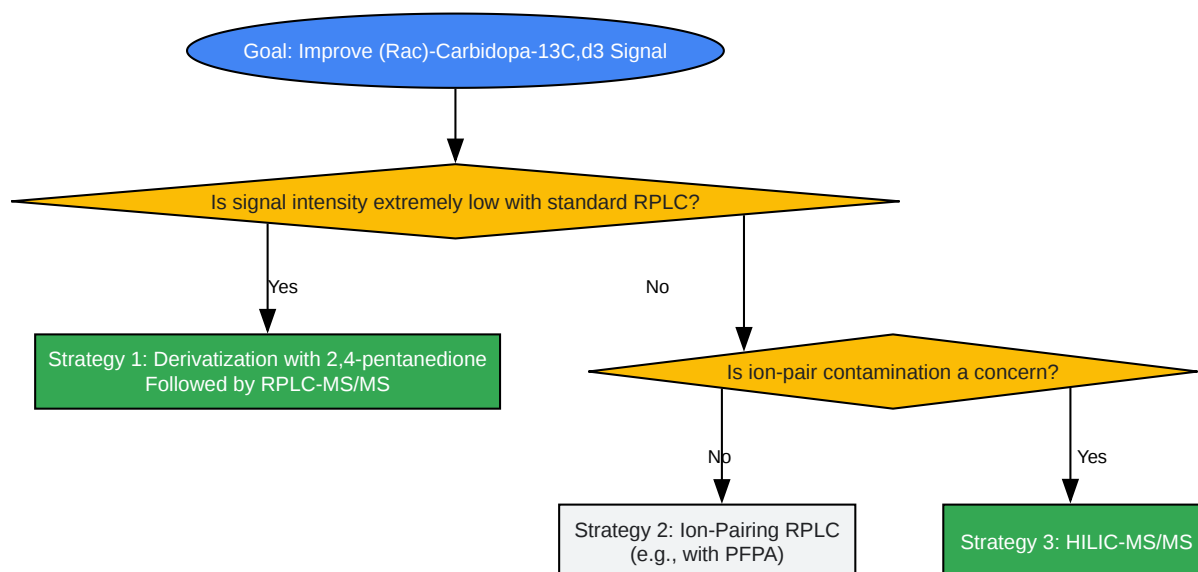 Goal: Improve (Rac)-Carbidopa-13C,d3 Signal
Is signal intensity extremely low with standard RPLC?
Yes
No
Strategy 1: Derivatization with 2,4-pentanedione
Followed by RPLC-MS/MS
Is ion-pair contamination a concern?
No
Yes
Strategy 2: Ion-Pairing RPLC
(e.g., with PFPA)
Strategy 3: HILIC-MS/MS